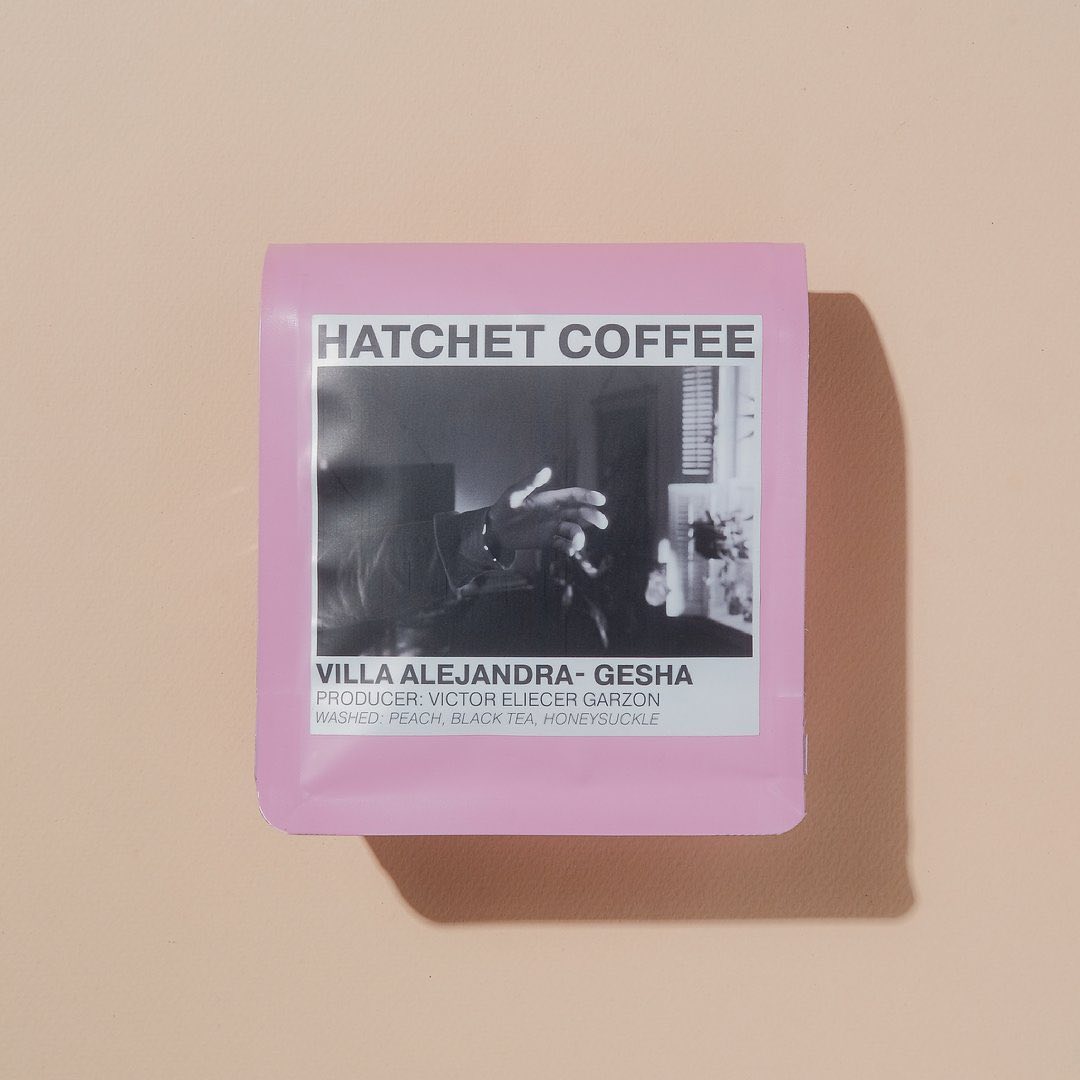 HATCHET COFFEE
VILLA ALEJANDRA- GESHA
PRODUCER: VICTOR ELIECER GARZON
WASHED: PEACH, BLACK TEA, HONEYSUCKLE